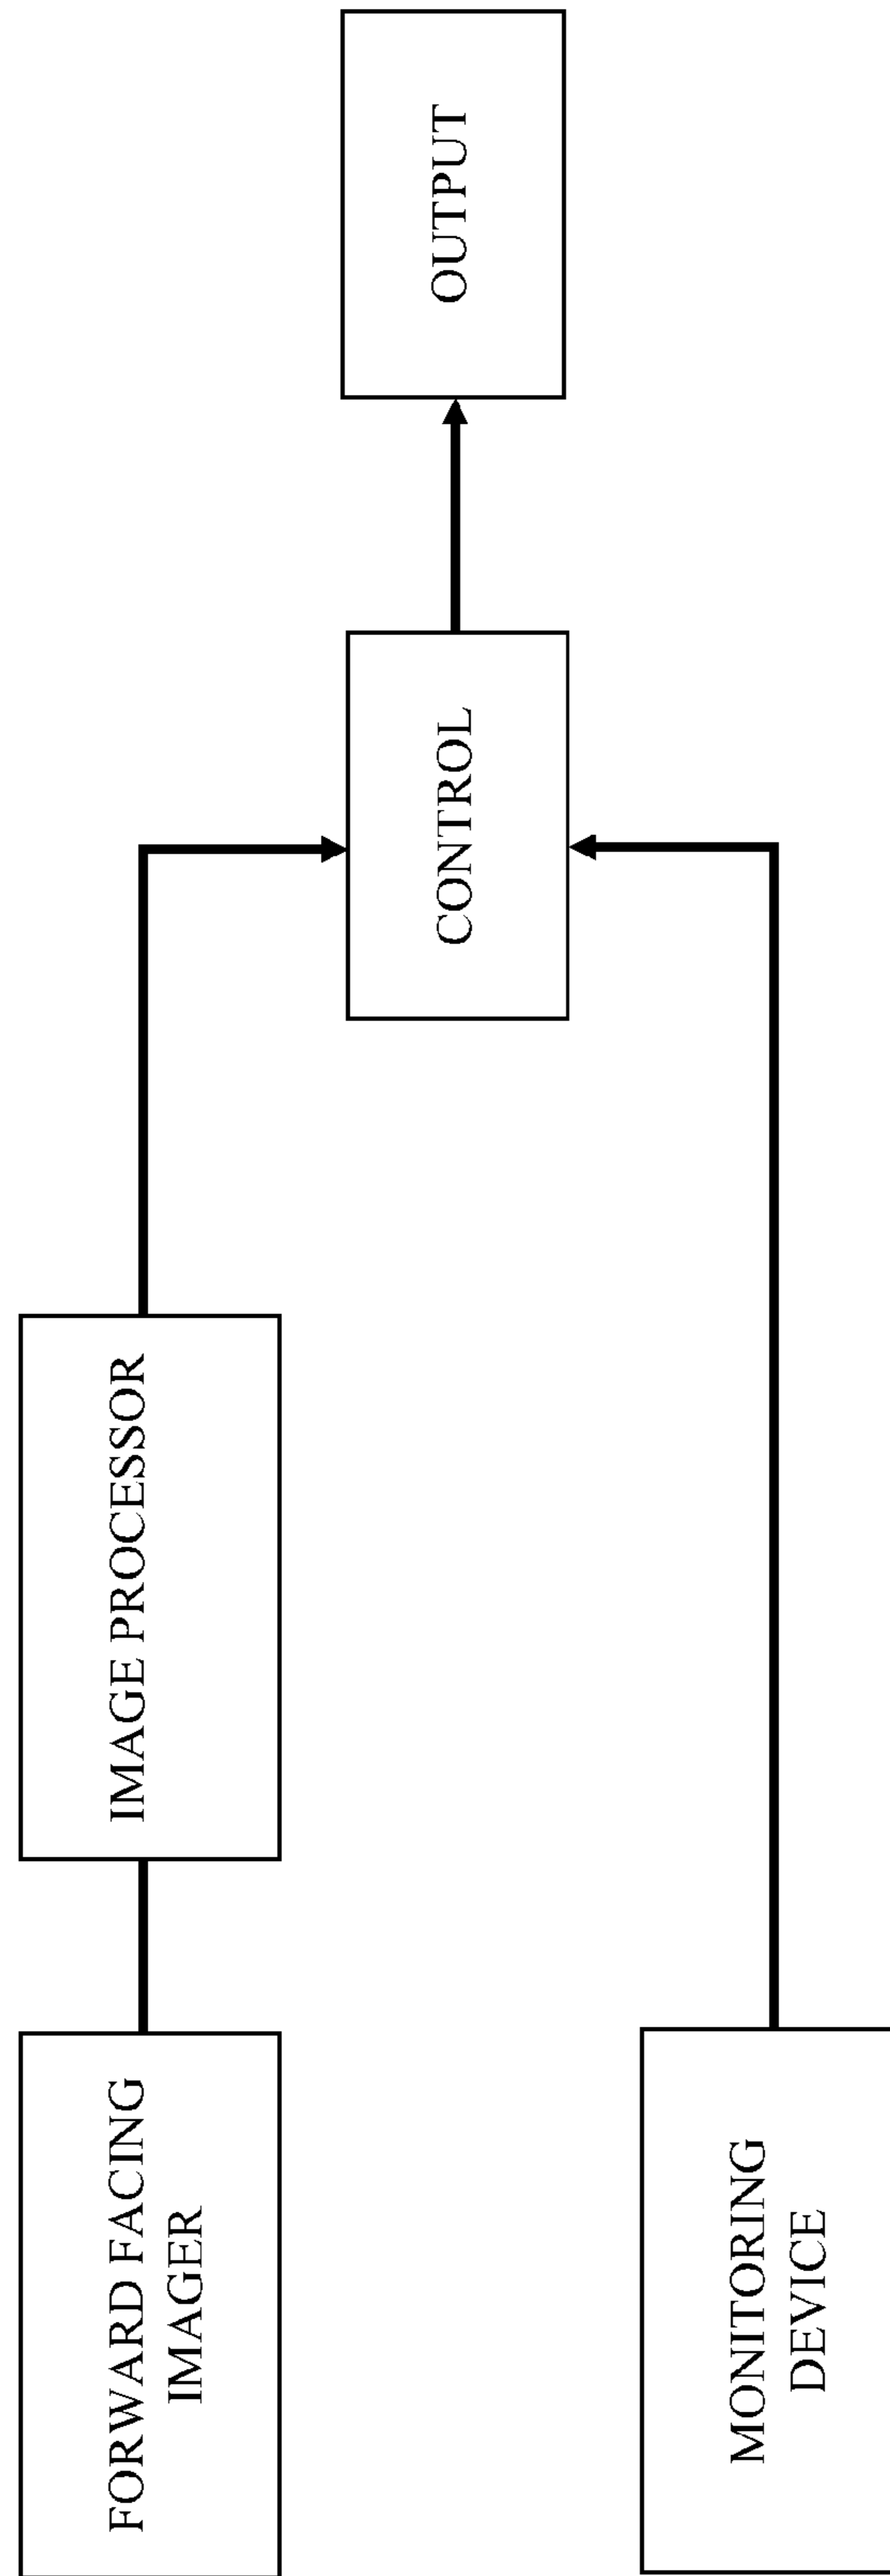 FORWARD FACING
IMAGER
IMAGE PROCESSOR
CONTROL
OUTPUT
MONITORING
DEVICE